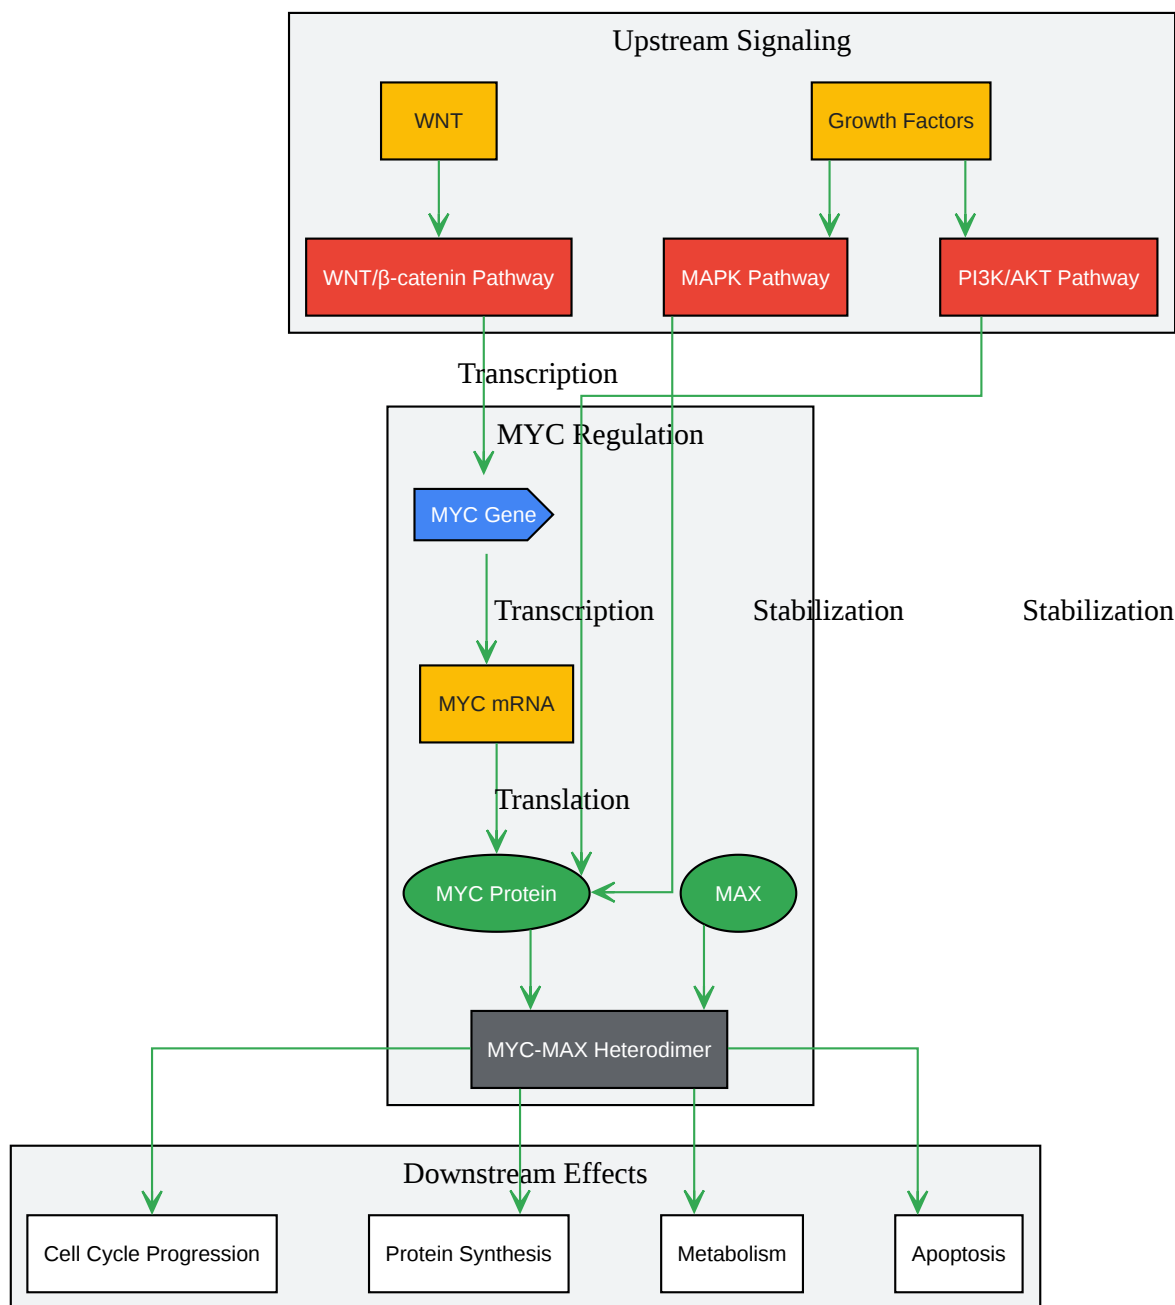 Upstream Signaling
WNT
Growth Factors
WNT/β-catenin Pathway
MAPK Pathway
PI3K/AKT Pathway
Transcription
MYC Regulation
MYC Gene
Transcription
Stabilization
Stabilization
MYC mRNA
Translation
MYC Protein
MAX
MYC-MAX Heterodimer
Downstream Effects
Cell Cycle Progression
Protein Synthesis
Metabolism
Apoptosis